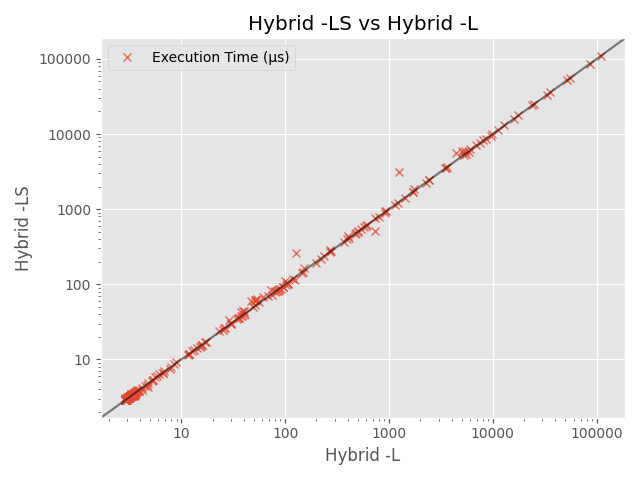 Hybrid -LS vs Hybrid -L
Execution Time (µs)
100000
10000
1000
100
10
Hybrid -LS
10 100 1000 10000 100000
Hybrid -L